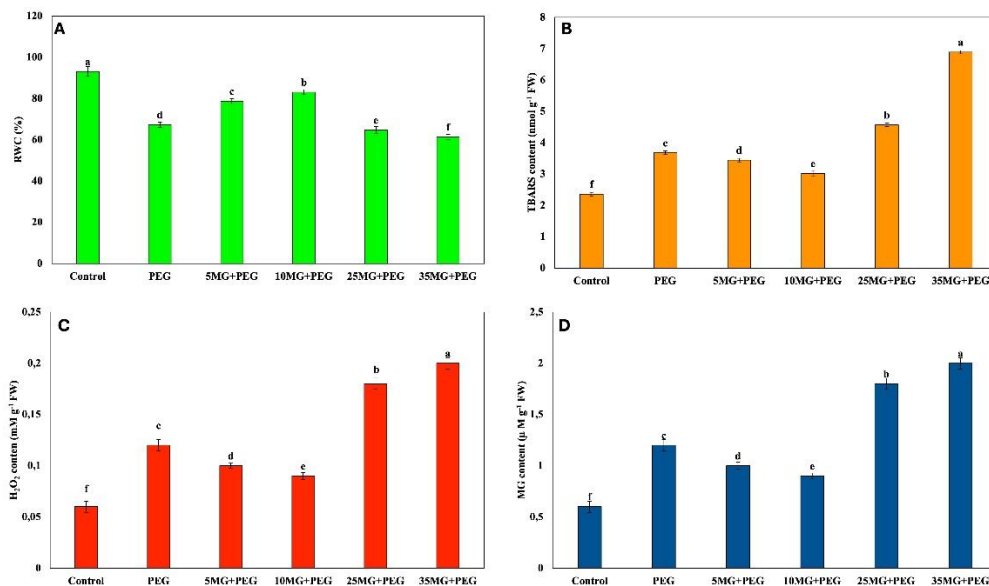 A
RWC (%)
120
100
80
60
40
20
0
a
d
c
b
e
f
Control PEG 5MG+PEG 10MG+PEG 25MG+PEG 35MG+PEG
B
TBARS content (nmol g-1 FW)
8
7
6
5
4
3
2
1
0
f
c
d
e
b
a
Control PEG 5MG+PEG 10MG+PEG 25MG+PEG 35MG+PEG
C
H2O2 conten (mM g-1 FW)
0,25
0,2
0,15
0,1
0,05
0
f
c
d
e
b
a
Control PEG 5MG+PEG 10MG+PEG 25MG+PEG 35MG+PEG
D
MG content (µ M g-1 FW)
2,5
2
1,5
1
0,5
0
f
c
d
e
b
a
Control PEG 5MG+PEG 10MG+PEG 25MG+PEG 35MG+PEG